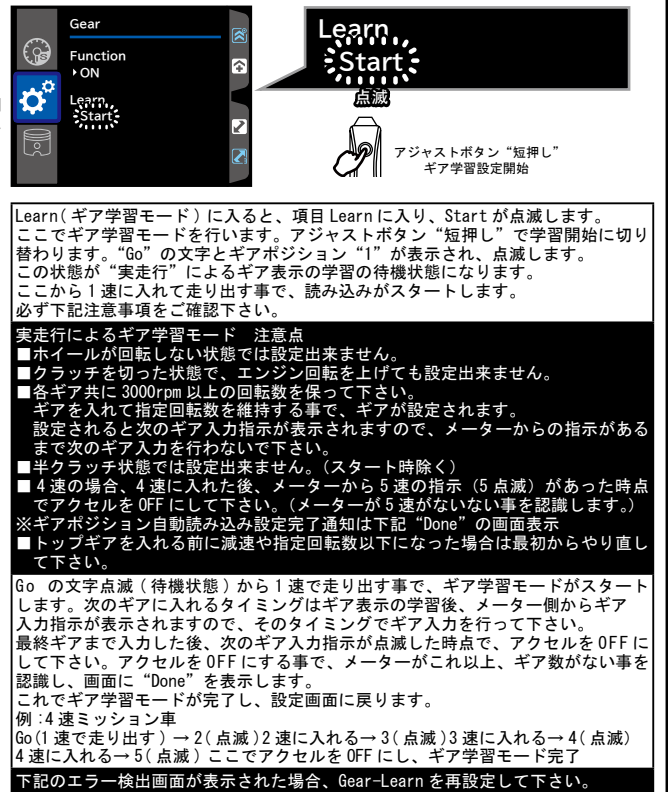 Gear
Function
ON
Learn
Start
Learn
Start
点滅
アジャストボタン “短押し”
ギア学習設定開始
Learn(ギア学習モード)に入ると、項目 Learn に入り、Start が点滅します。
ここでギア学習モードを行います。アジャストボタン“短押し”で学習開始に切り
替わります。“Go”の文字とギアポジション“1”が表示され、点滅します。
この状態が“実走行”によるギア表示の学習の待機状態になります。
ここから1速に入れて走り出す事で、読み込みがスタートします。
必ず下記注意事項をご確認下さい。
実走行によるギア学習モード 注意点
■ホイールが回転しない状態では設定出来ません。
■クラッチを切った状態で、エンジン回転を上げても設定出来ません。
■各ギア共に 3000rpm 以上の回転数を保って下さい。
ギアを入れて指定回転数を維持する事で、ギアが設定されます。
設定されると次のギア入力指示が表示されますので、メーターからの指示がある
まで次のギア入力を行わないで下さい。
■半クラッチ状態では設定出来ません。(スタート時除く)
■4速の場合、4速に入れた後、メーターから5速の指示(5点滅)があった時点
でアクセルを OFF にして下さい。(メーターが5速がないない事を認識します。)
※ギアポジション自動読み込み設定完了通知は下記“Done”の画面表示
■トップギアを入れる前に減速や指定回転数以下になった場合は最初からやり直し
て下さい。
Go の文字点滅(待機状態)から1速で走り出す事で、ギア学習モードがスタート
します。次のギアに入れるタイミングはギア表示の学習後、メーター側からギア
入力指示が表示されますので、そのタイミングでギア入力を行って下さい。
最終ギアまで入力した後、次のギア入力指示が点滅した時点で、アクセルを OFF に
して下さい。アクセルを OFF にする事で、メーターがこれ以上、ギア数がない事を
認識し、画面に“Done”を表示します。
これでギア学習モードが完了し、設定画面に戻ります。
例:4速ミッション車
Go(1速で走り出す)→2(点滅)2速に入れる→3(点滅)3速に入れる→4(点滅)
4速に入れる→5(点滅)ここでアクセルを OFF にし、ギア学習モード完了
下記のエラー検出画面が表示された場合、Gear-Learn を再設定して下さい。